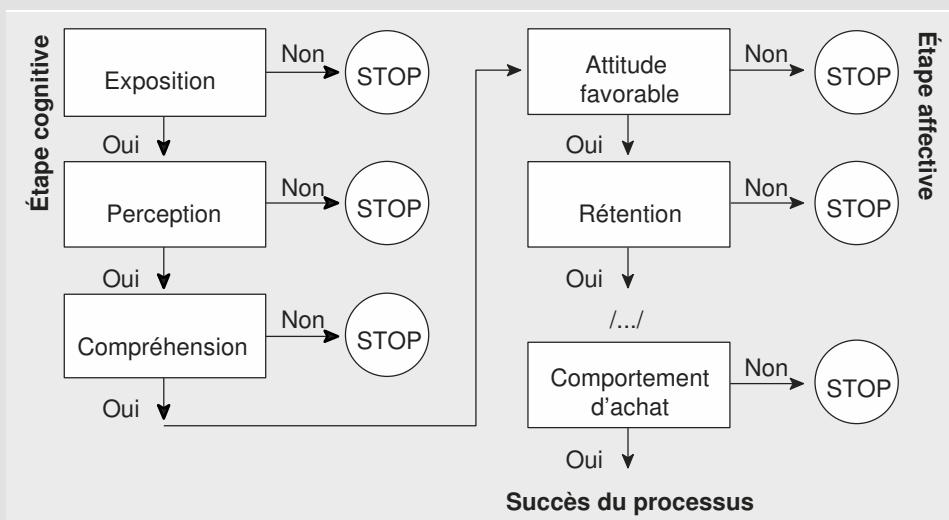 Étape cognitive
Exposition
Non
STOP
Oui
Perception
Non
STOP
Oui
Compréhension
Non
STOP
Oui
Attitude
favorable
Non
STOP
Oui
Rétention
Non
STOP
Oui
/.../
Comportement
d'achat
Non
STOP
Oui
Succès du processus
Étape affective